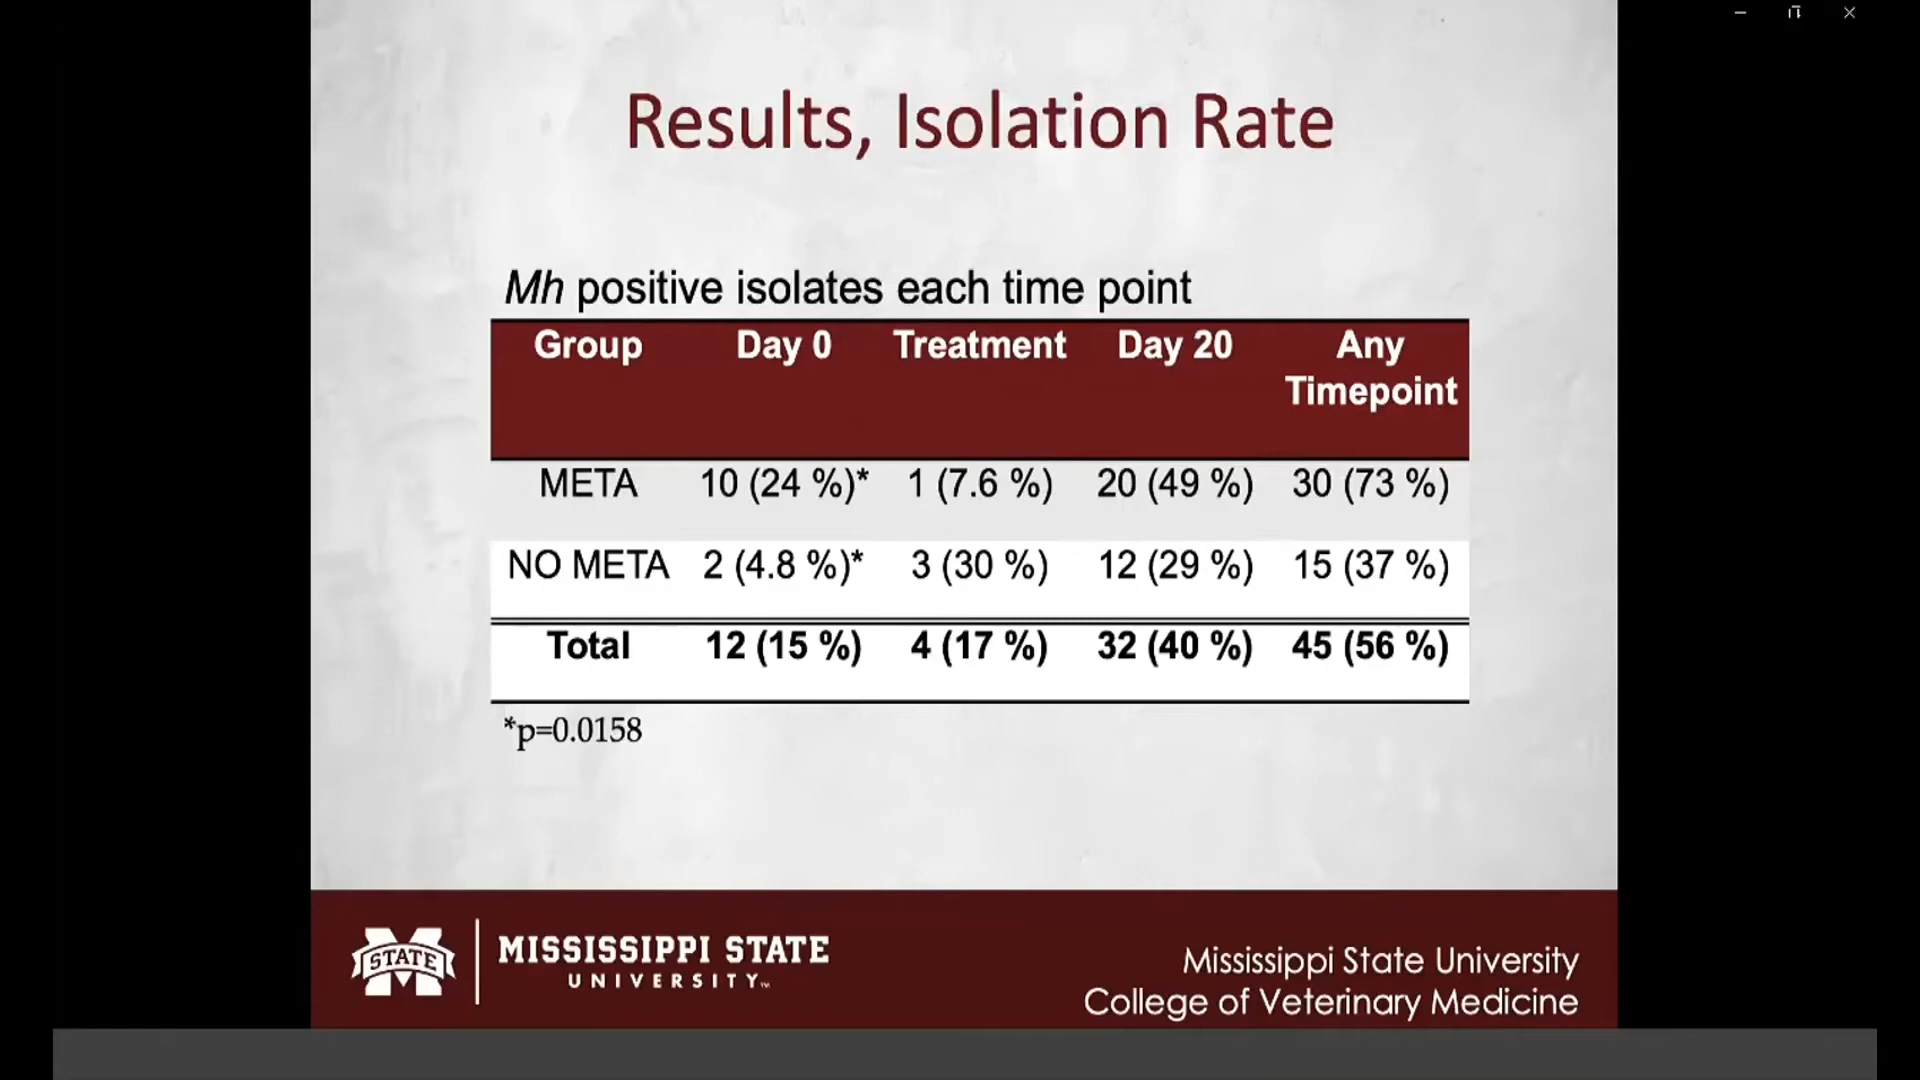 Results, Isolation Rate
Mh positive isolates each time point
Group Day 0 Treatment Day 20 Any Timepoint
META 10 (24 %)* 1 (7.6 %) 20 (49 %) 30 (73 %)
NO META 2 (4.8 %)* 3 (30 %) 12 (29 %) 15 (37 %)
Total 12 (15 %) 4 (17 %) 32 (40 %) 45 (56 %)
*p=0.0158
STATE
MISSISSIPPI STATE
UNIVERSITY™
Mississippi State University
College of Veterinary Medicine